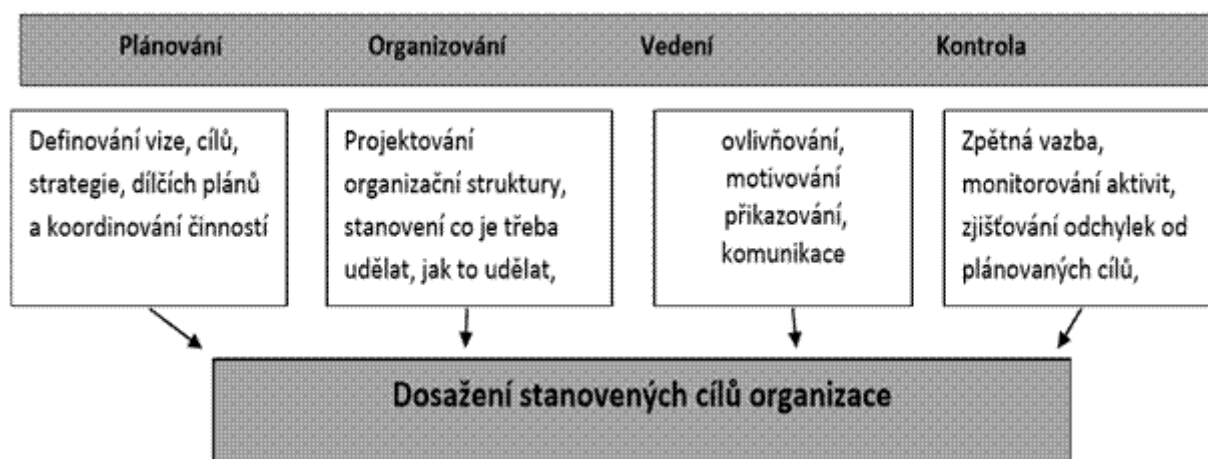 Plánování Organizování Vedení Kontrola
Definování vize, cílů,
strategie, dílčích plánů
a koordinování činností
Projektování
organizační struktury,
stanovení co je třeba
udělat, jak to udělat,
ovlivňování,
motivování
přikazování,
komunikace
Zpětná vazba,
monitorování aktivit,
zjišťování odchylek od
plánovaných cílů,
Dosažení stanovených cílů organizace